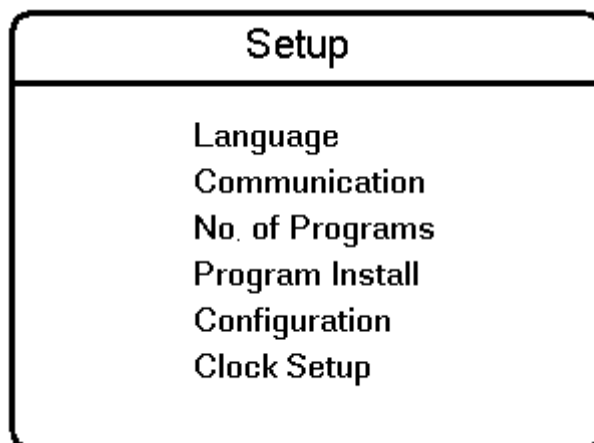 Setup
Language
Communication
No. of Programs
Program Install
Configuration
Clock Setup